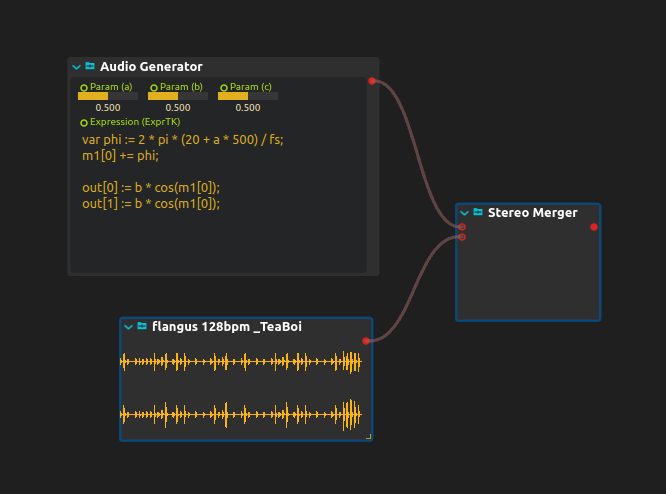 Audio Generator
Param (a) Param (b) Param (c)
0.500 0.500 0.500
Expression (ExprTK)
var phi := 2 * pi * (20 + a * 500) / fs;
m1[0] += phi;
out[0] := b * cos(m1[0]);
out[1] := b * cos(m1[0]);
Stereo Merger
flangus 128bpm _TeaBoi